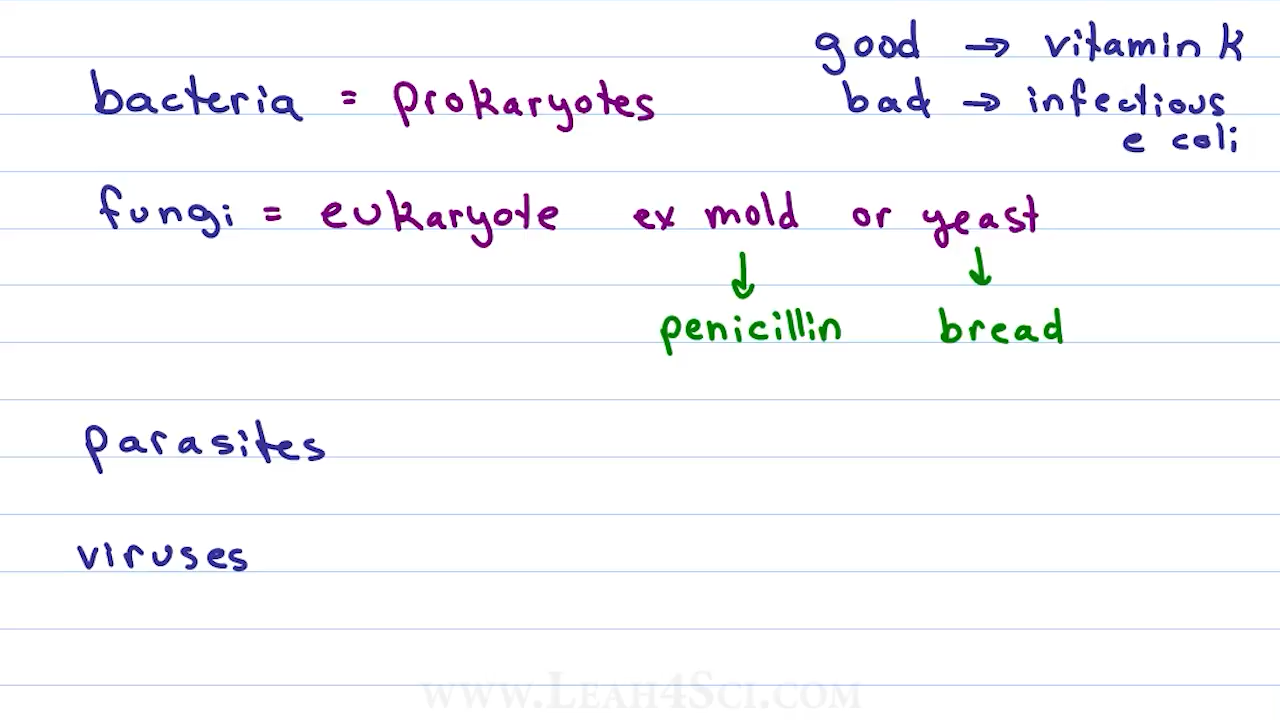 good → vitamin K
bacteria = prokaryotes
bad → infectious
e coli
fungi = eukaryote ex mold or yeast
↓ ↓
penicillin bread
parasites
viruses
www.Leah4Sci.com